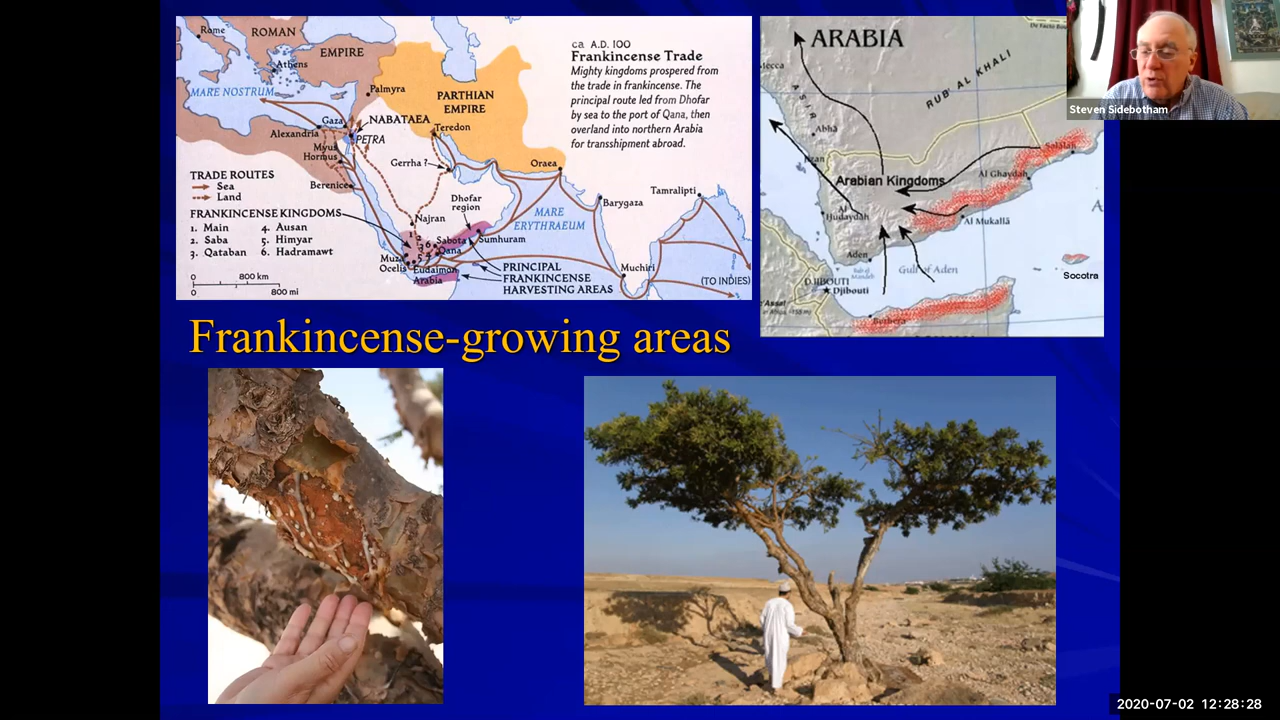 Rome
ROMAN
EMPIRE
Athens
MARE NOSTRUM
Palmyra
PARTHIAN
EMPIRE
NABATAEA
Gaza
Alexandria
PETRA
Teredon
Myus
Hormus
Gerrha ?
Oraea
Berenice
TRADE ROUTES
Sea
Land
FRANKINCENSE KINGDOMS
1. Main 4. Ausan
2. Saba 5. Himyar
3. Qataban 6. Hadramawt
0 800 km
0 800 mi
Dhofar
region
Najran
MARE
ERYTHRAEUM
Barygaza
Tamralipti
1
6
Sabota
Qana
Sumhuram
Muza
Ocelis
Eudaimon
Arabia
Muchiri
(TO INDIES)
PRINCIPAL
FRANKINCENSE
HARVESTING AREAS
ca A.D. 100
Frankincense Trade
Mighty kingdoms prospered from
the trade in frankincense. The
principal route led from Dhofar
by sea to the port of Qana, then
overland into northern Arabia
for transshipment abroad.
ARABIA
Mecca
ASIR
RUB' AL KHALI
Abhā
Salālah
Arabian Kingdoms
Al Ghaydah
Al
Hudaydah
Al Mukallā
Aden
Gulf of Aden
Socotra
DJIBOUTI
Djibouti
Berbera
Steven Sidebotham
Frankincense-growing areas
2020-07-02 12:28:28